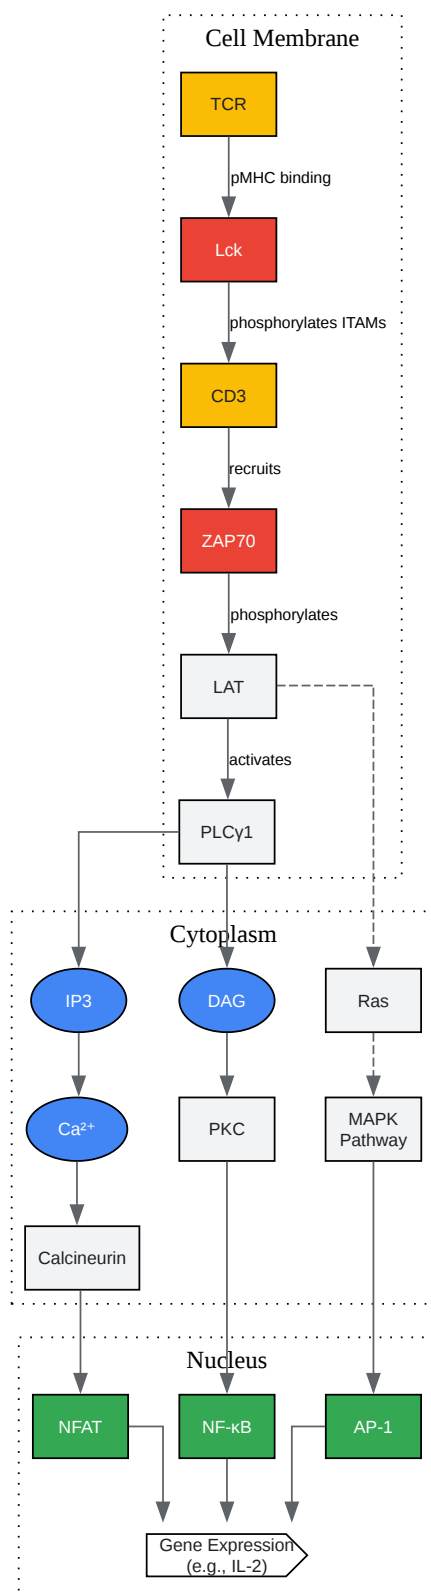 Cell Membrane
TCR
pMHC binding
Lck
phosphorylates ITAMs
CD3
recruits
ZAP70
phosphorylates
LAT
activates
PLCγ1
Cytoplasm
IP3
DAG
Ras
Ca²⁺
PKC
MAPK
Pathway
Calcineurin
Nucleus
NFAT
NF-κB
AP-1
Gene Expression
(e.g., IL-2)